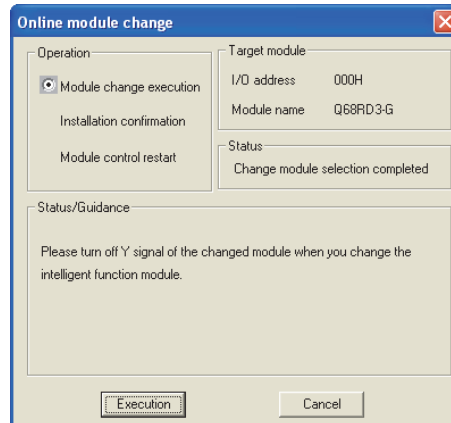 Online module change
Operation
Module change execution
Installation confirmation
Module control restart
Target module
I/O address 000H
Module name Q68RD3-G
Status
Change module selection completed
Status/Guidance
Please turn off Y signal of the changed module when you change the
intelligent function module.
Execution Cancel